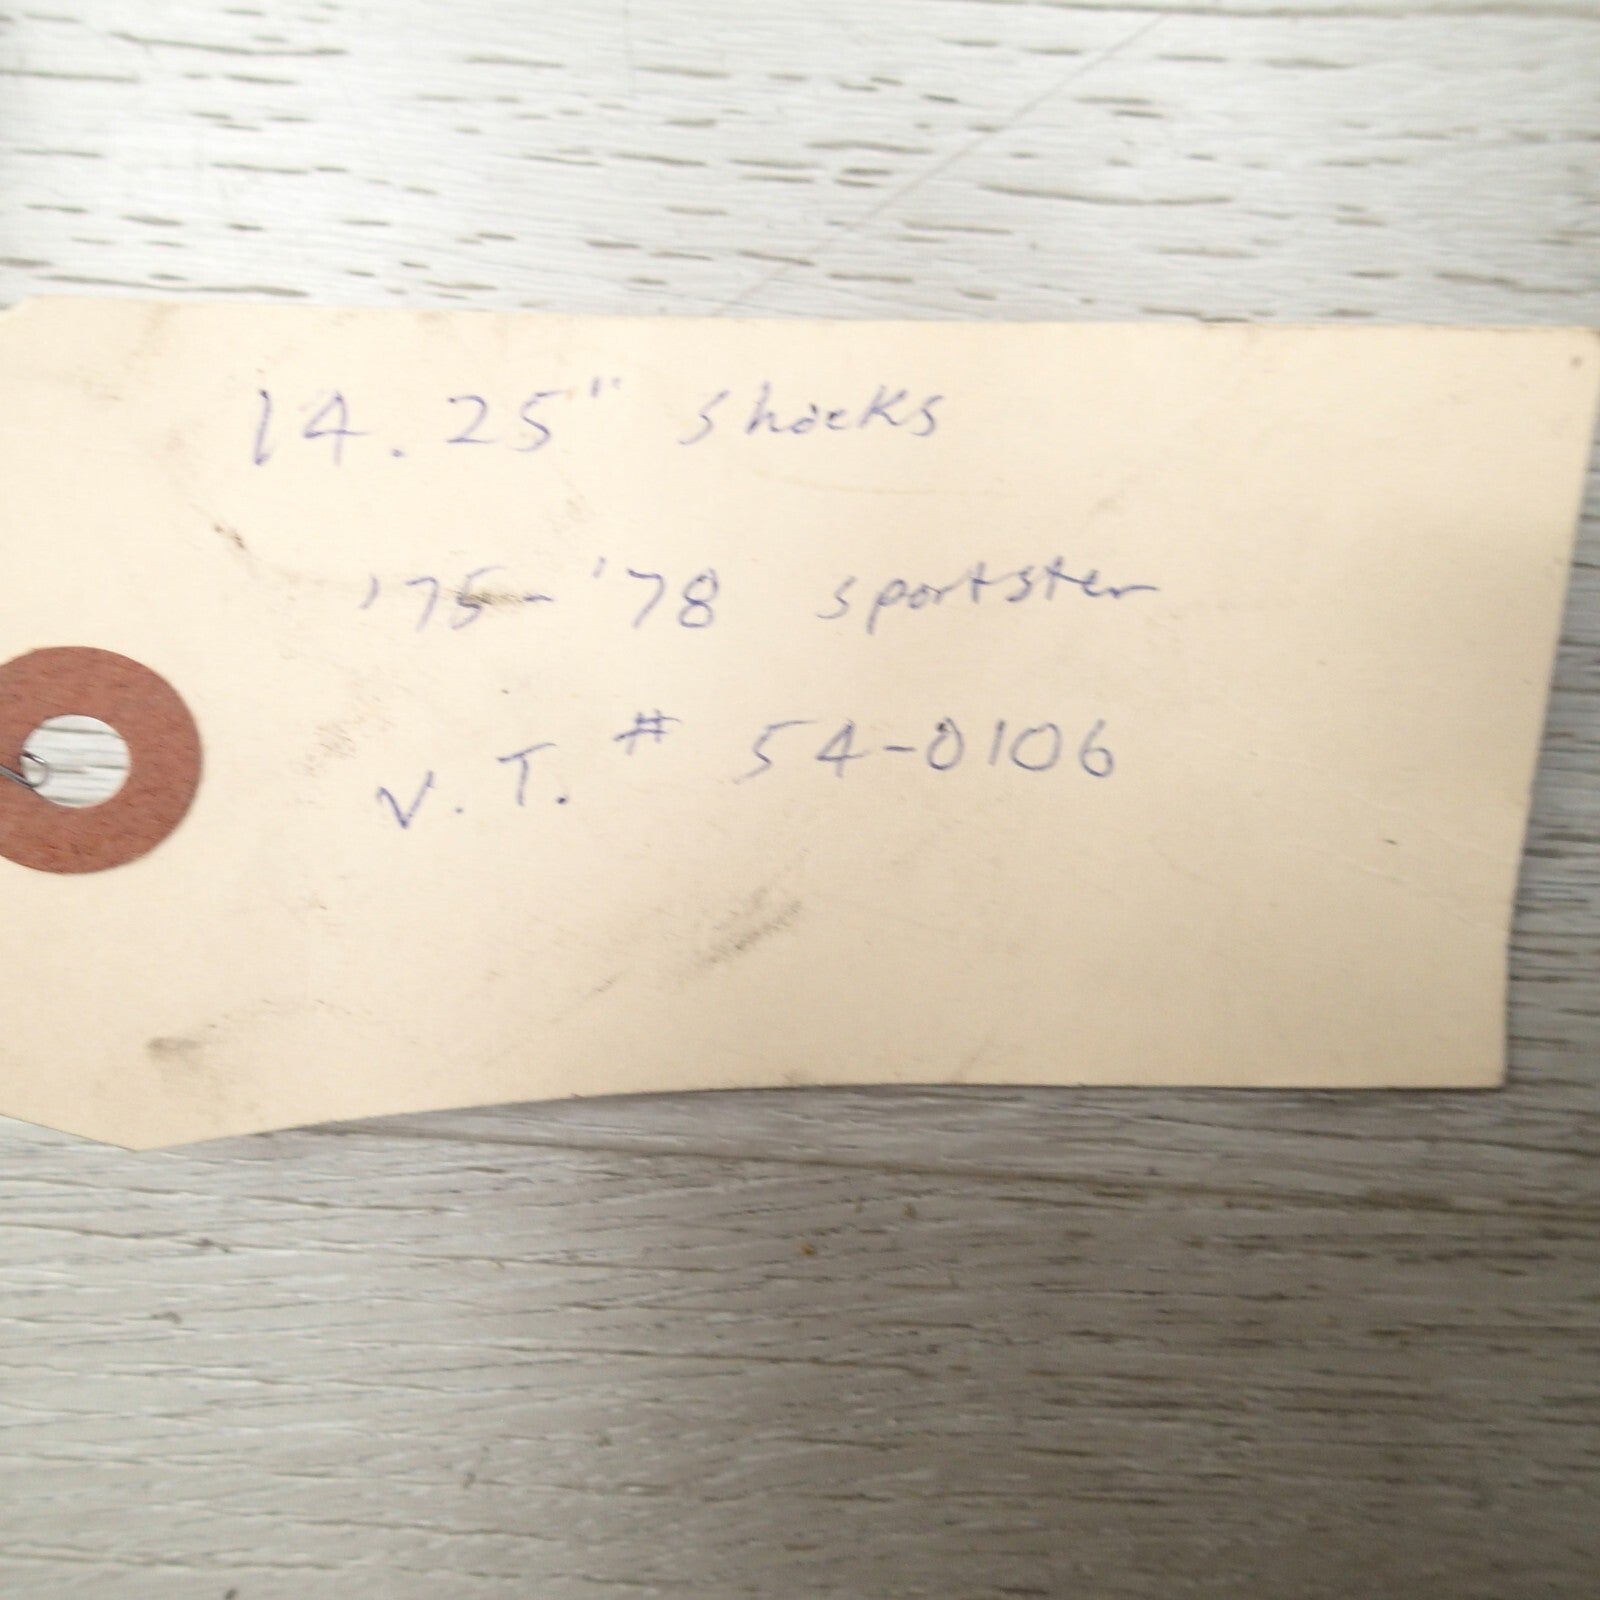 14.25" shocks
'75-'78 sportster
V.T. # 54-0106